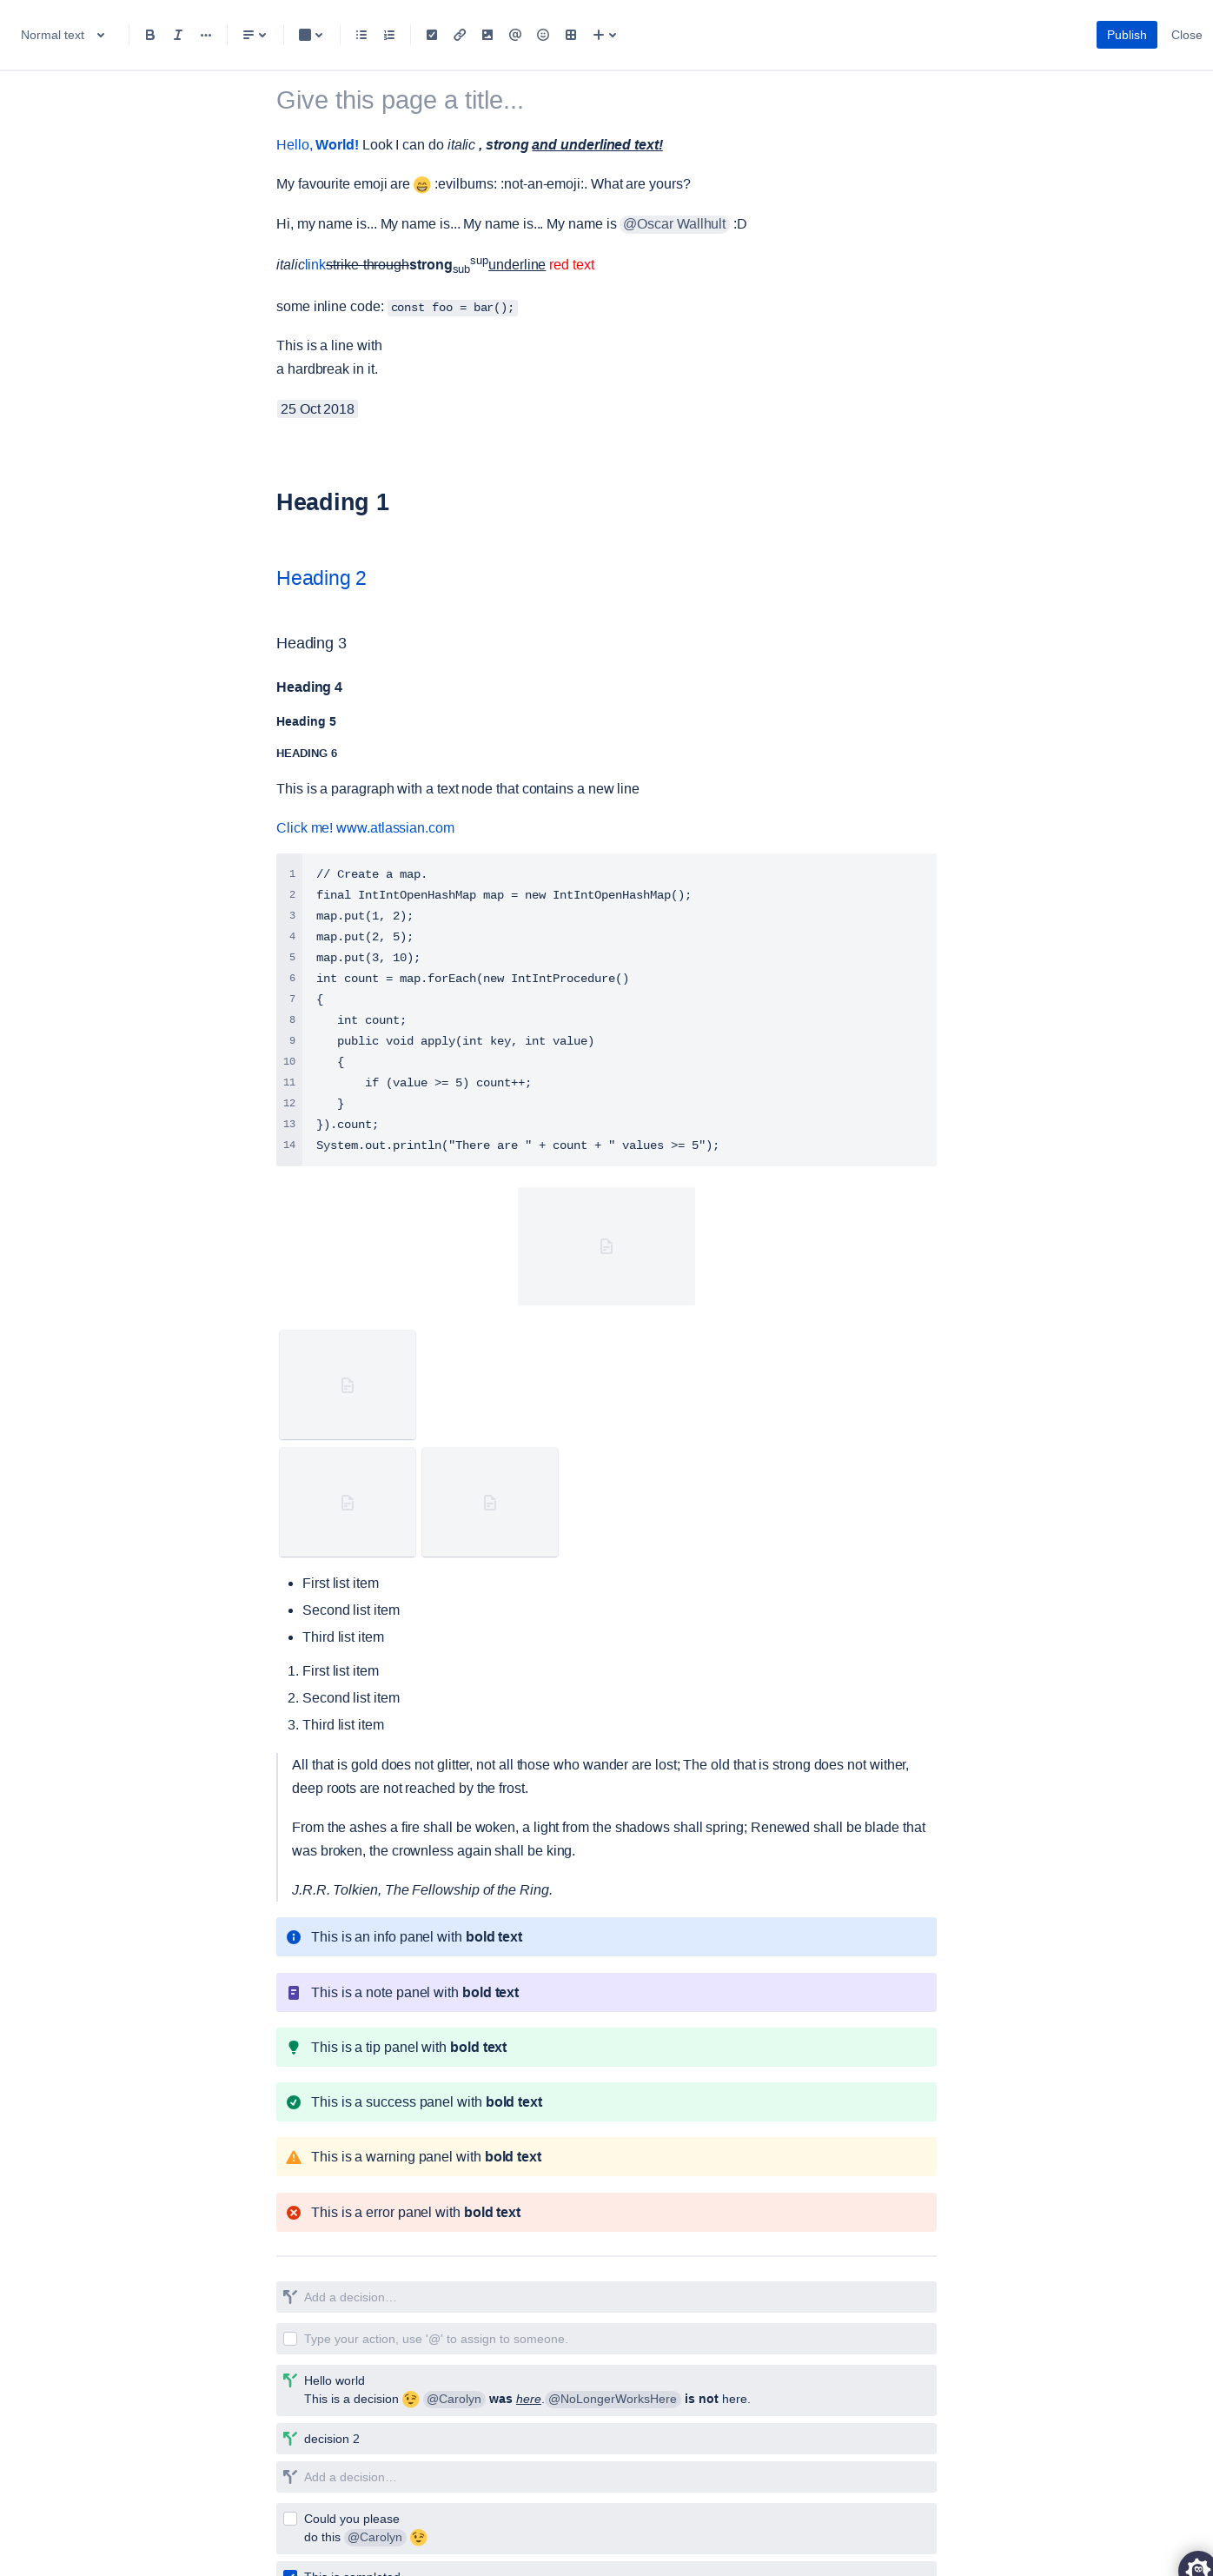 Normal text
Publish Close
Give this page a title...
Hello, World! Look I can do italic , strong and underlined text!
My favourite emoji are :evilburns: :not-an-emoji:. What are yours?
Hi, my name is... My name is... My name is... My name is @Oscar Wallhult :D
italiclinkstrike-throughstrongsubsupunderline red text
some inline code: const foo = bar();
This is a line with
a hardbreak in it.
25 Oct 2018
Heading 1
Heading 2
Heading 3
Heading 4
Heading 5
HEADING 6
This is a paragraph with a text node that contains a new line
Click me! www.atlassian.com
1 // Create a map.
2 final IntIntOpenHashMap map = new IntIntOpenHashMap();
3 map.put(1, 2);
4 map.put(2, 5);
5 map.put(3, 10);
6 int count = map.forEach(new IntIntProcedure()
7 {
8    int count;
9    public void apply(int key, int value)
10    {
11        if (value >= 5) count++;
12    }
13 }).count;
14 System.out.println("There are " + count + " values >= 5");
• First list item
• Second list item
• Third list item
1. First list item
2. Second list item
3. Third list item
All that is gold does not glitter, not all those who wander are lost; The old that is strong does not wither,
deep roots are not reached by the frost.
From the ashes a fire shall be woken, a light from the shadows shall spring; Renewed shall be blade that
was broken, the crownless again shall be king.
J.R.R. Tolkien, The Fellowship of the Ring.
This is an info panel with bold text
This is a note panel with bold text
This is a tip panel with bold text
This is a success panel with bold text
This is a warning panel with bold text
This is a error panel with bold text
Add a decision…
Type your action, use '@' to assign to someone.
Hello world
This is a decision @Carolyn was here.@NoLongerWorksHere is not here.
decision 2
Add a decision…
Could you please
do this @Carolyn
This is completed